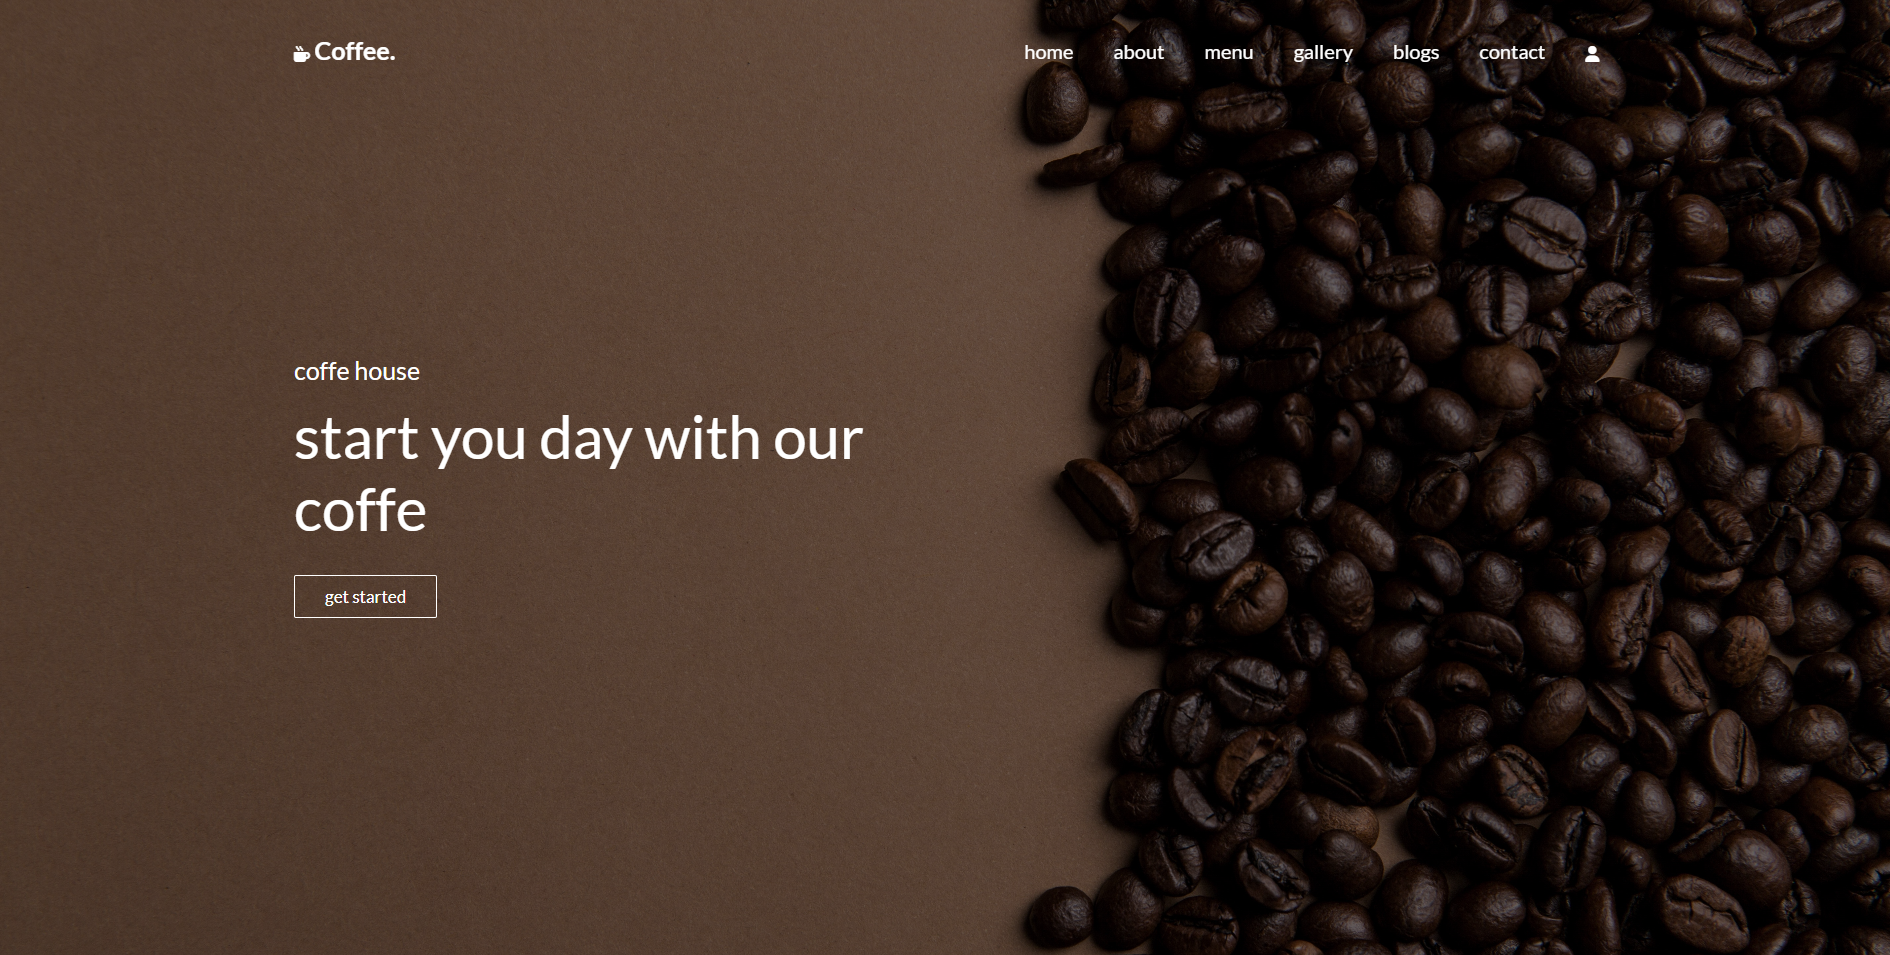 Coffee.
home about menu gallery blogs contact
coffe house
start you day with our
coffe
get started